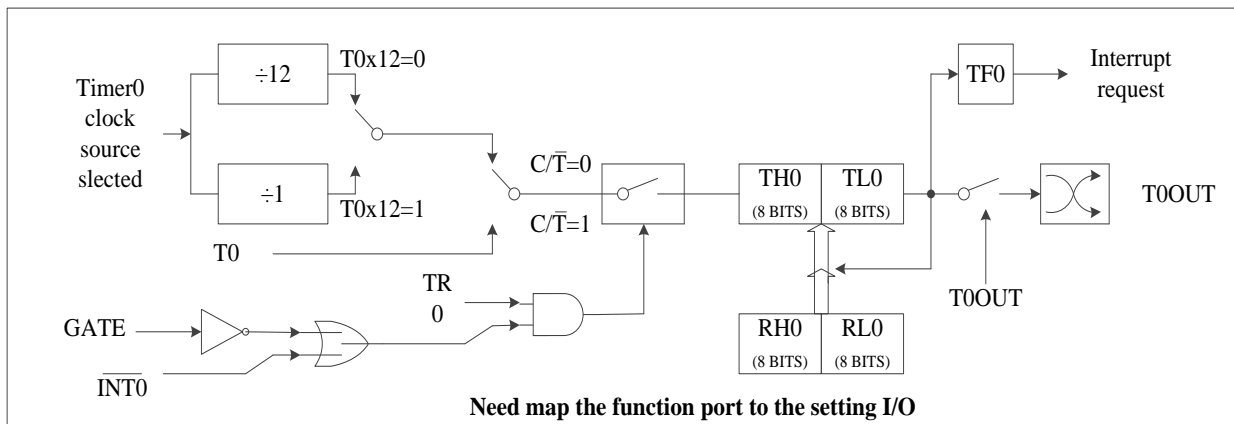 Timer0
clock
source
slected
÷12
÷1
T0x12=0
T0x12=1
T0
C/T̅=0
C/T̅=1
TR
0
GATE
I̅N̅T̅0̅
TH0
(8 BITS)
TL0
(8 BITS)
RH0
(8 BITS)
RL0
(8 BITS)
TF0
Interrupt
request
T0OUT
T0OUT
Need map the function port to the setting I/O